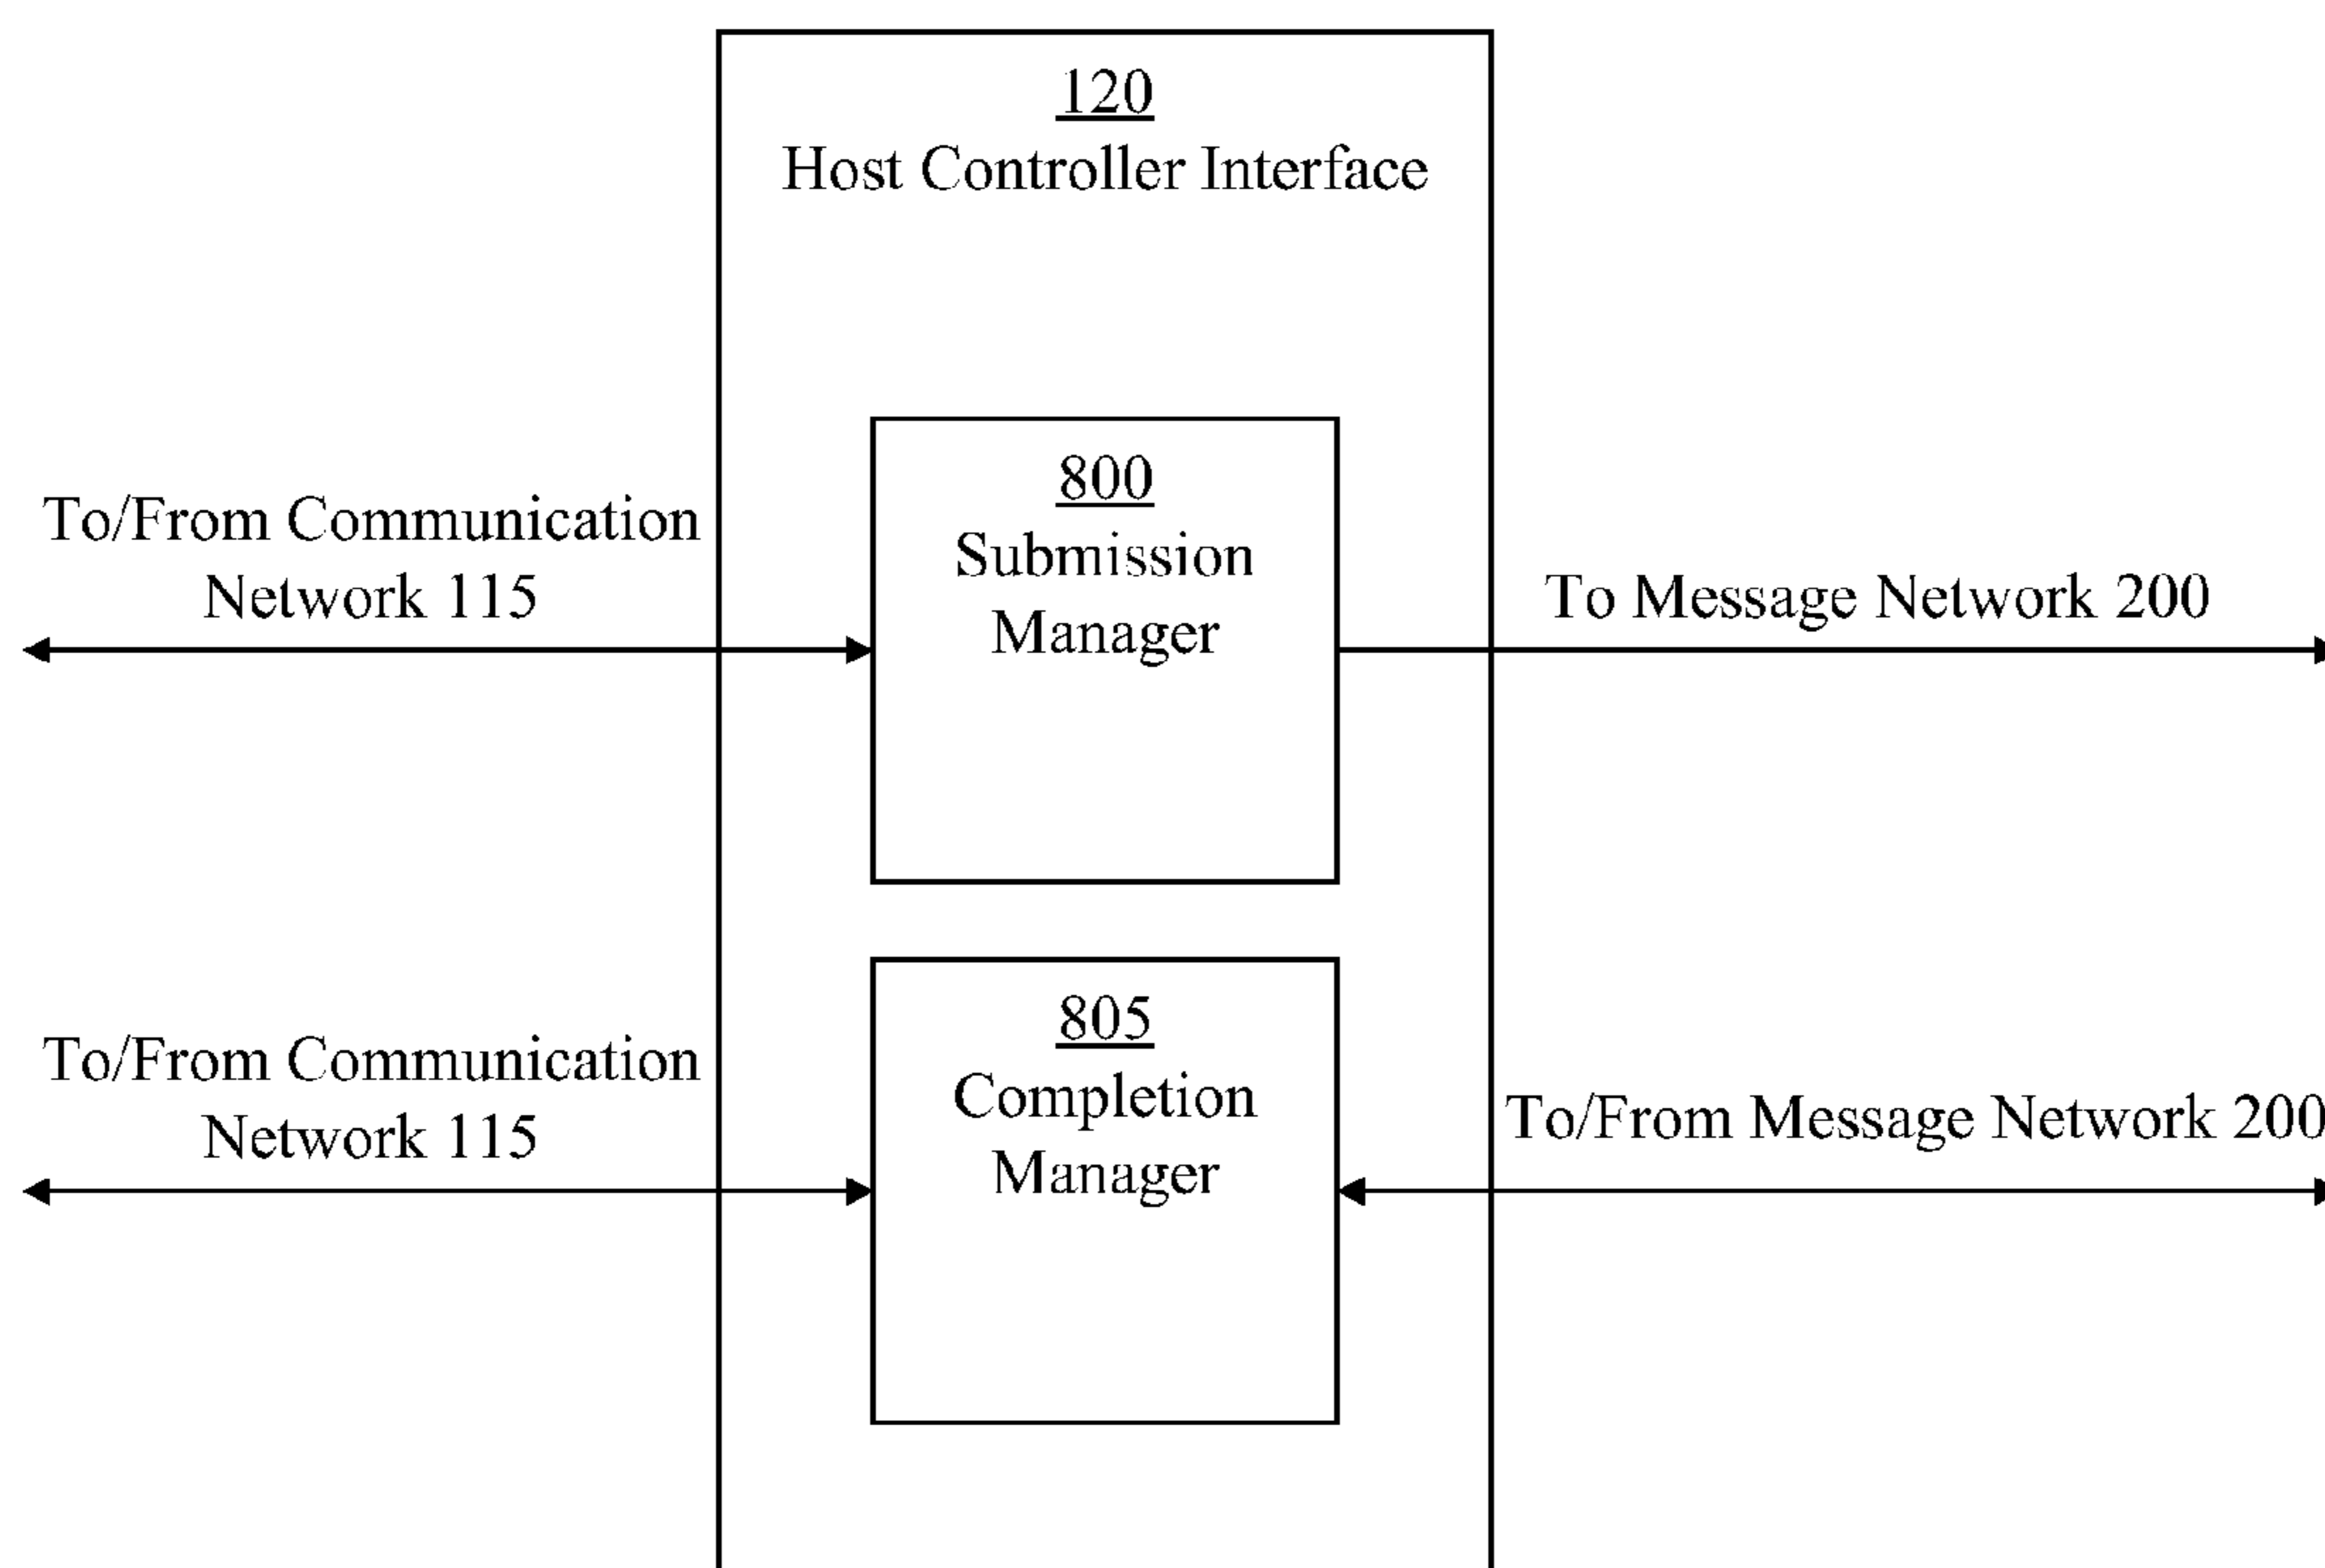 120
Host Controller Interface
800
Submission
Manager
To/From Communication
Network 115
To Message Network 200
805
Completion
Manager
To/From Communication
Network 115
To/From Message Network 200